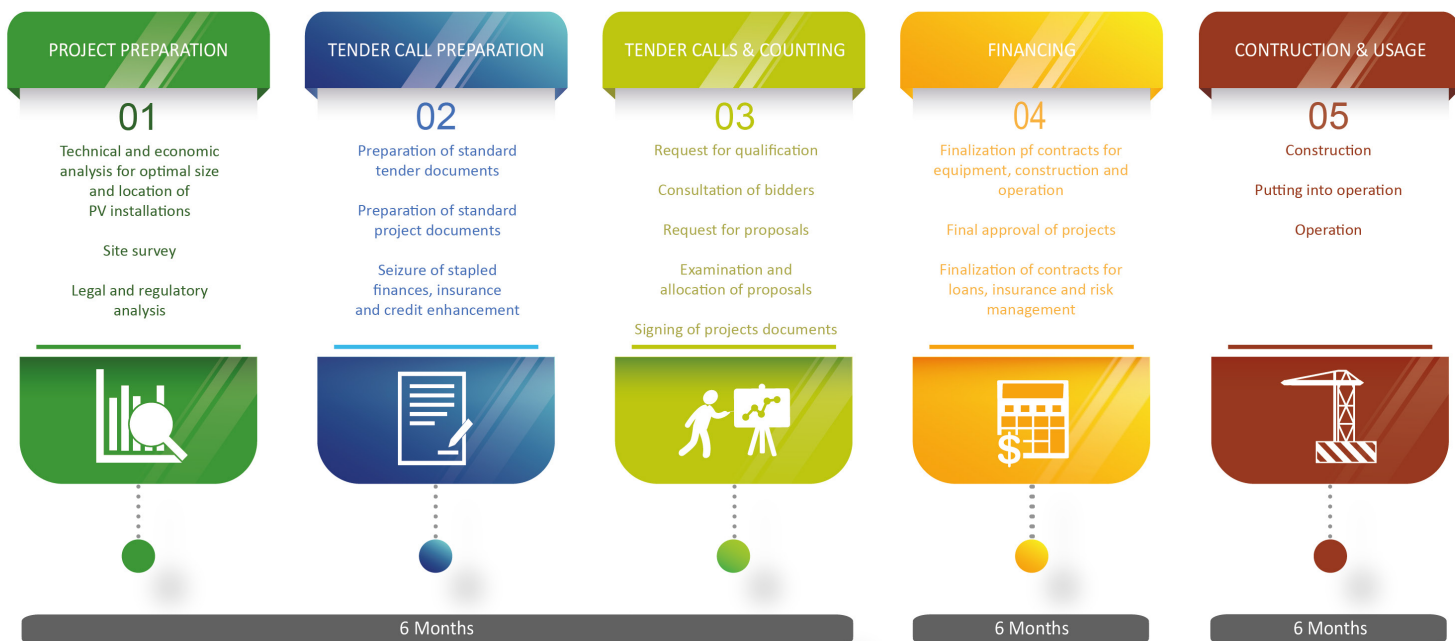 PROJECT PREPARATION
01
Technical and economic
analysis for optimal size
and location of
PV installations
Site survey
Legal and regulatory
analysis
TENDER CALL PREPARATION
02
Preparation of standard
tender documents
Preparation of standard
project documents
Seizure of stapled
finances, insurance
and credit enhancement
TENDER CALLS & COUNTING
03
Request for qualification
Consultation of bidders
Request for proposals
Examination and
allocation of proposals
Signing of projects documents
FINANCING
04
Finalization pf contracts for
equipment, construction and
operation
Final approval of projects
Finalization of contracts for
loans, insurance and risk
management
$
CONTRUCTION & USAGE
05
Construction
Putting into operation
Operation
6 Months
6 Months
6 Months